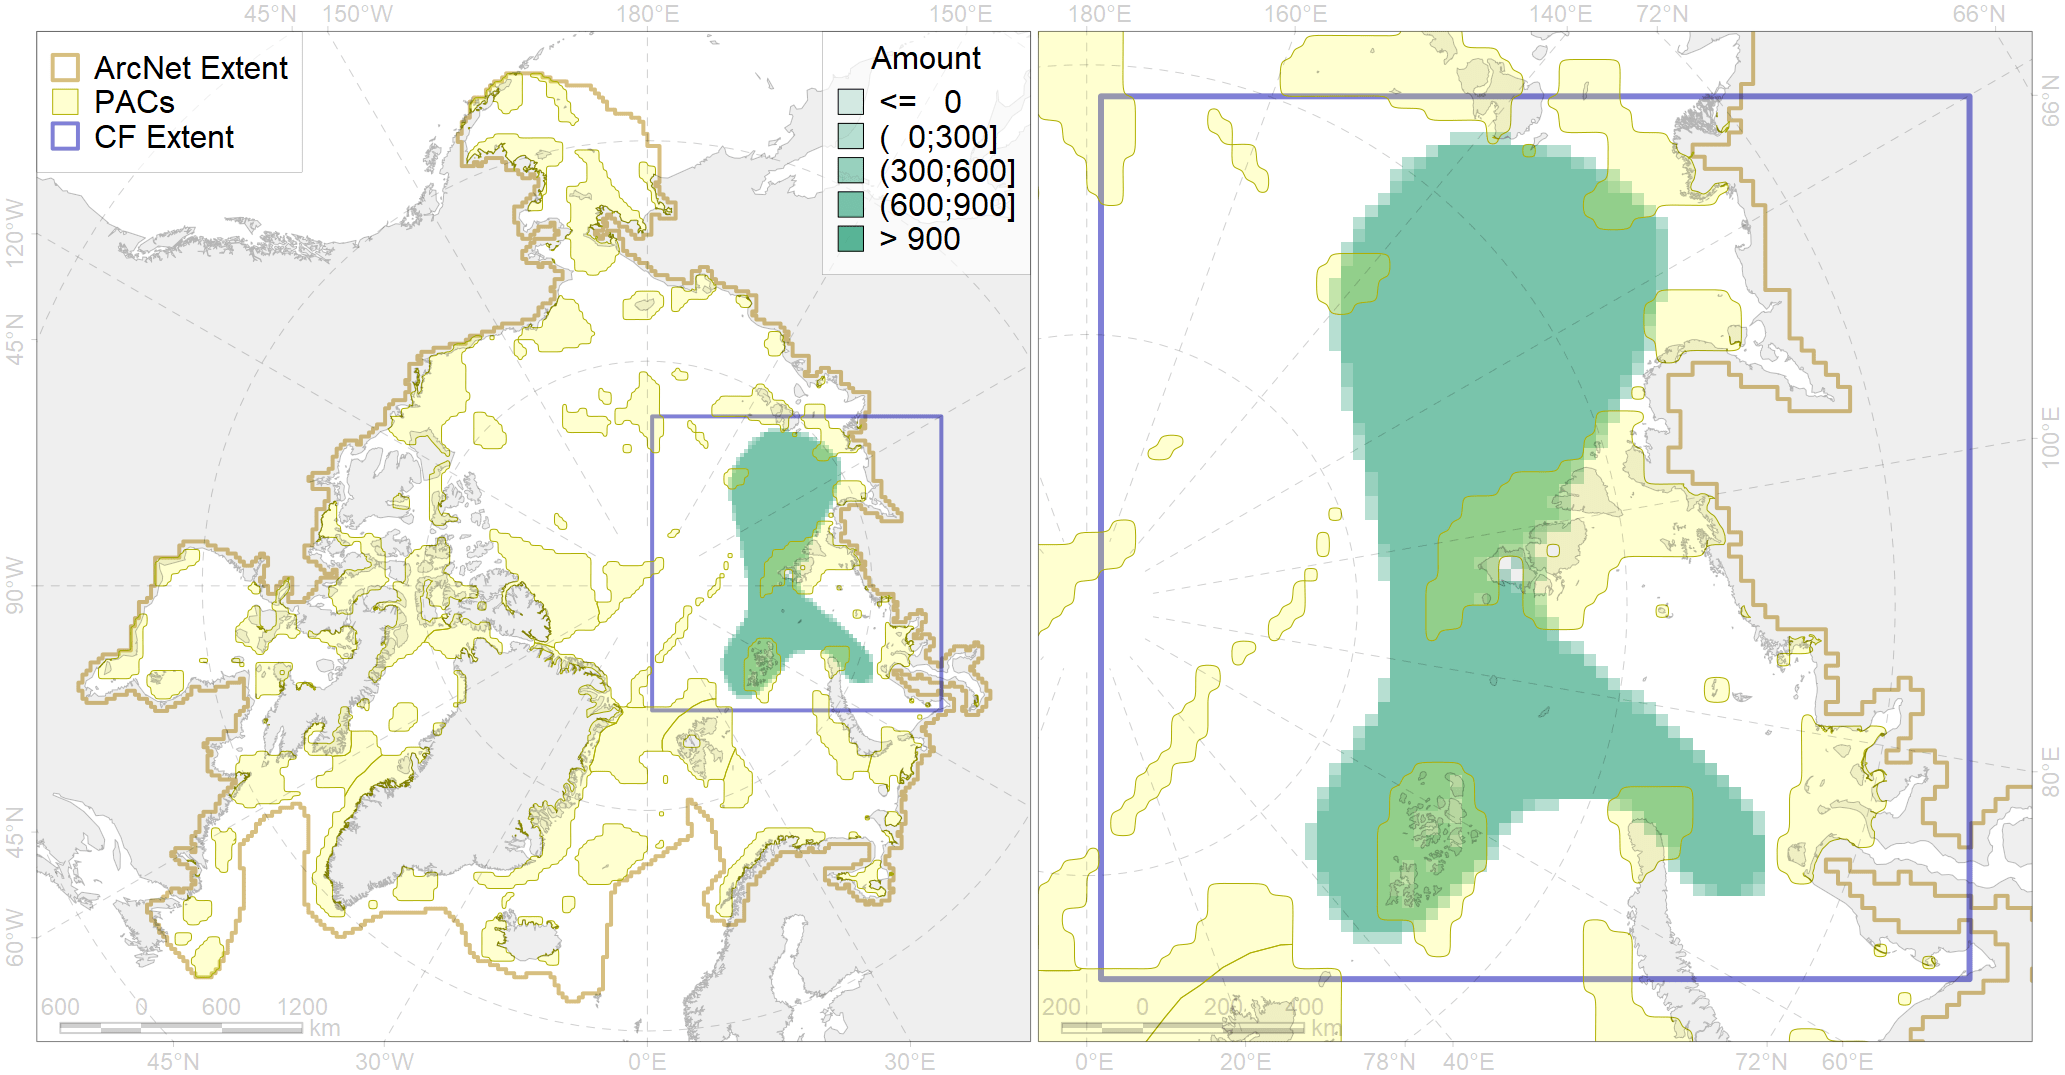 45°N 150°W 180°E 150°E 180°E 160°E 140°E 72°N 66°N
ArcNet Extent
PACs
CF Extent
Amount
<= 0
( 0;300]
(300;600]
(600;900]
> 900
120°W
45°N
90°W
45°N
60°W
66°N
100°E
80°E
600 0 600 1200
km
200 0 200 400
km
45°N 30°W 0°E 30°E 0°E 20°E 78°N 40°E 72°N 60°E